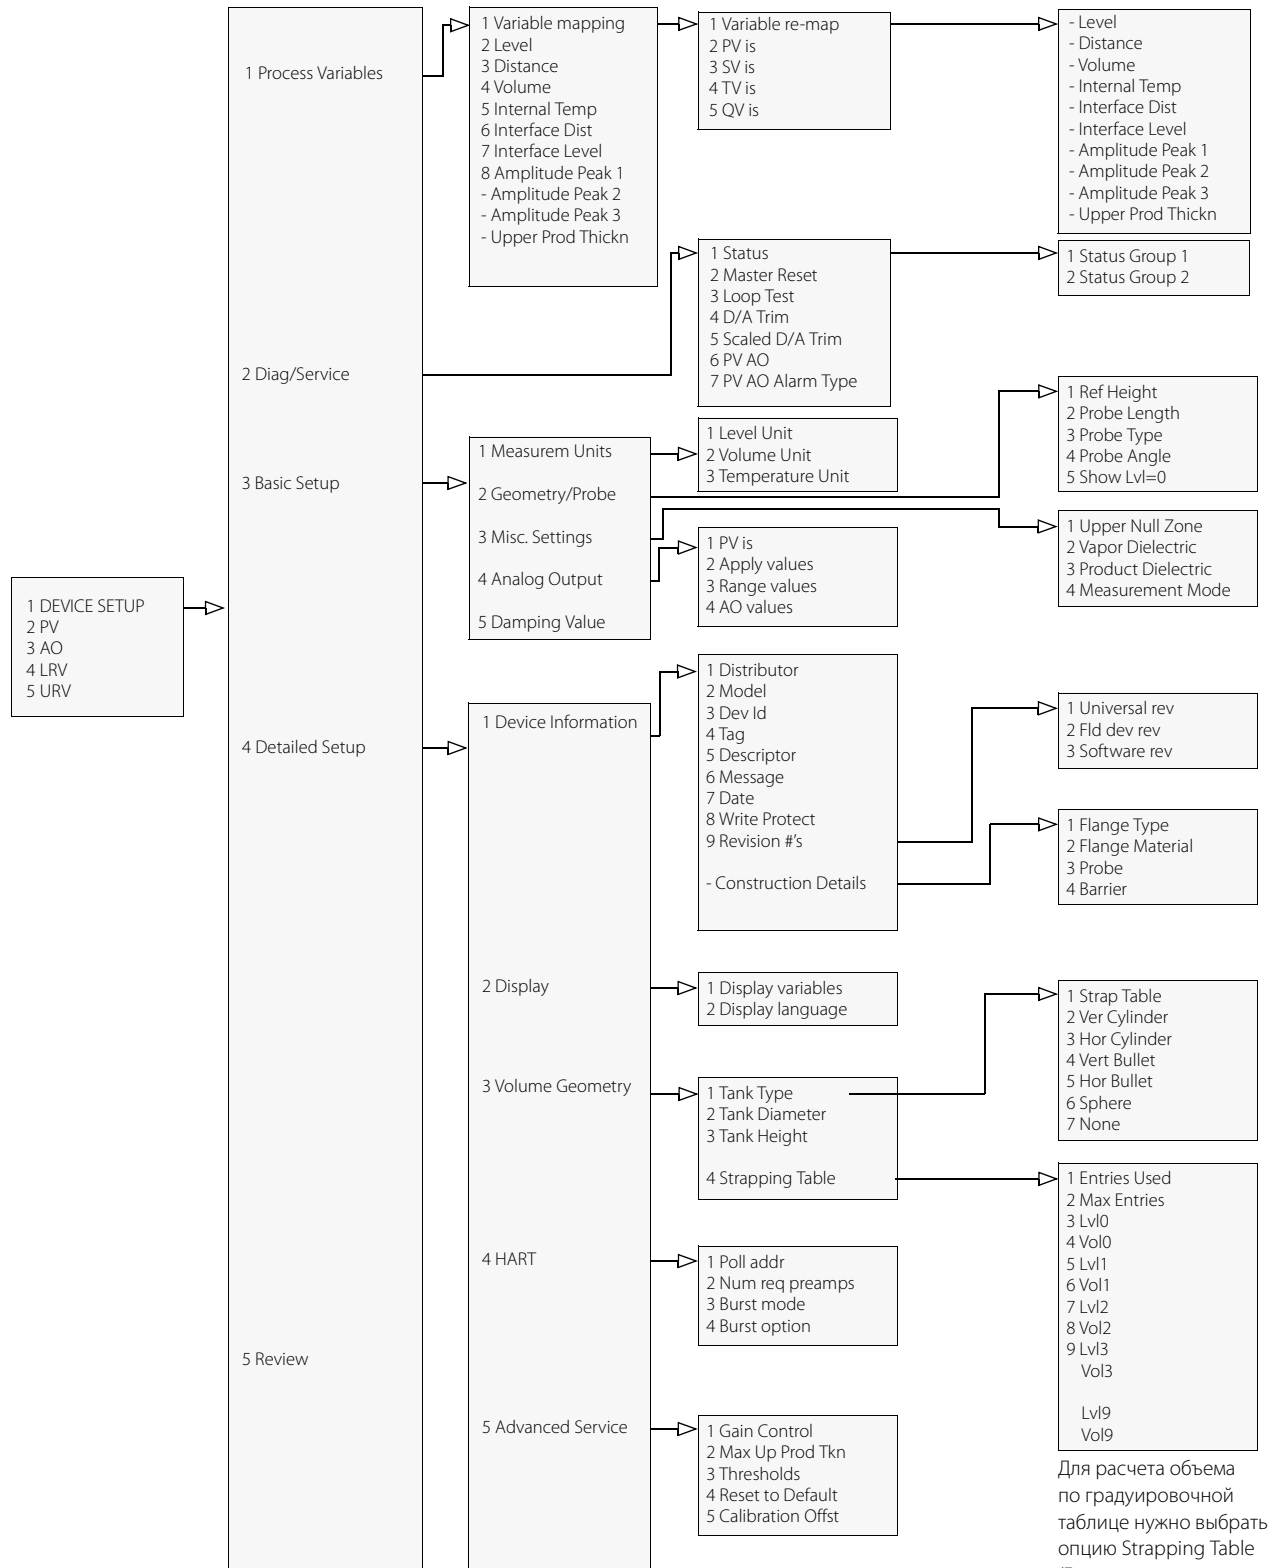 1 DEVICE SETUP
2 PV
3 AO
4 LRV
5 URV
1 Process Variables
2 Diag/Service
3 Basic Setup
4 Detailed Setup
5 Review
1 Variable mapping
2 Level
3 Distance
4 Volume
5 Internal Temp
6 Interface Dist
7 Interface Level
8 Amplitude Peak 1
- Amplitude Peak 2
- Amplitude Peak 3
- Upper Prod Thickn
1 Variable re-map
2 PV is
3 SV is
4 TV is
5 QV is
- Level
- Distance
- Volume
- Internal Temp
- Interface Dist
- Interface Level
- Amplitude Peak 1
- Amplitude Peak 2
- Amplitude Peak 3
- Upper Prod Thickn
1 Status
2 Master Reset
3 Loop Test
4 D/A Trim
5 Scaled D/A Trim
6 PV AO
7 PV AO Alarm Type
1 Status Group 1
2 Status Group 2
1 Measurem Units
2 Geometry/Probe
3 Misc. Settings
4 Analog Output
5 Damping Value
1 Level Unit
2 Volume Unit
3 Temperature Unit
1 Ref Height
2 Probe Length
3 Probe Type
4 Probe Angle
5 Show Lvl=0
1 Upper Null Zone
2 Vapor Dielectric
3 Product Dielectric
4 Measurement Mode
1 PV is
2 Apply values
3 Range values
4 AO values
1 Device Information
2 Display
3 Volume Geometry
4 HART
5 Advanced Service
1 Distributor
2 Model
3 Dev Id
4 Tag
5 Descriptor
6 Message
7 Date
8 Write Protect
9 Revision #'s
- Construction Details
1 Universal rev
2 Fld dev rev
3 Software rev
1 Flange Type
2 Flange Material
3 Probe
4 Barrier
1 Display variables
2 Display language
1 Tank Type
2 Tank Diameter
3 Tank Height
4 Strapping Table
1 Strap Table
2 Ver Cylinder
3 Hor Cylinder
4 Vert Bullet
5 Hor Bullet
6 Sphere
7 None
1 Entries Used
2 Max Entries
3 Lvl0
4 Vol0
5 Lvl1
6 Vol1
7 Lvl2
8 Vol2
9 Lvl3
Vol3
Lvl9
Vol9
1 Poll addr
2 Num req preamps
3 Burst mode
4 Burst option
1 Gain Control
2 Max Up Prod Tkn
3 Thresholds
4 Reset to Default
5 Calibration Offst
Для расчета объема
по градуировочной
таблице нужно выбрать
опцию Strapping Table